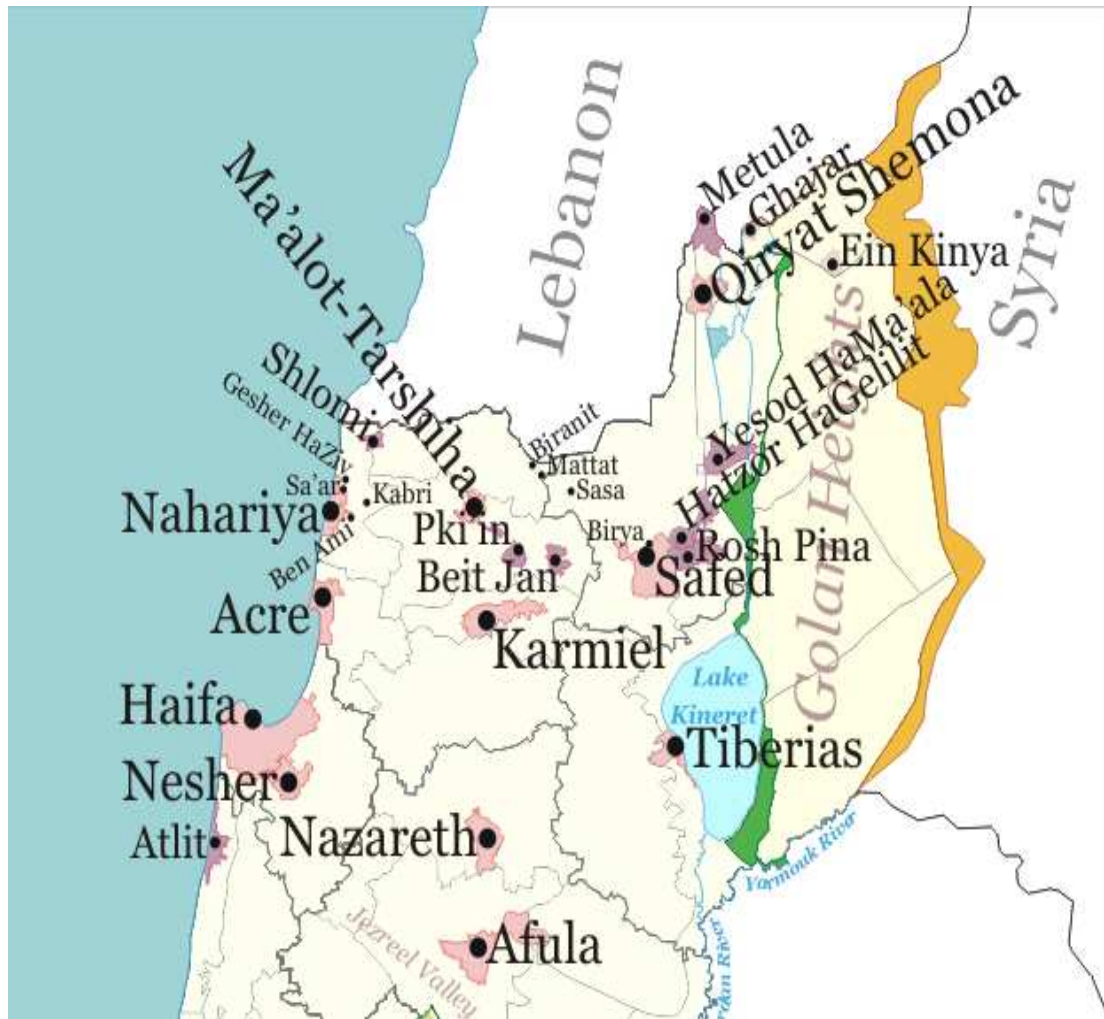 Lebanon
Syria
Metula
Ghajar
Qiryat Shemona
Ein Kinya
Golan Heights
Ma'alot-Tarshiha
Shlomi
Gesher HaZiv
Sa'ar
Kabri
Nahariya
Ben Ami
Biranit
Mattat
Sasa
Yesod HaMa'ala
Hatzor HaGelilit
Birya
Rosh Pina
Safed
Pki'in
Beit Jan
Acre
Karmiel
Lake
Kineret
Haifa
Tiberias
Nesher
Nazareth
Atlit
Yarmouk River
Jezreel Valley
Afula
rdan River